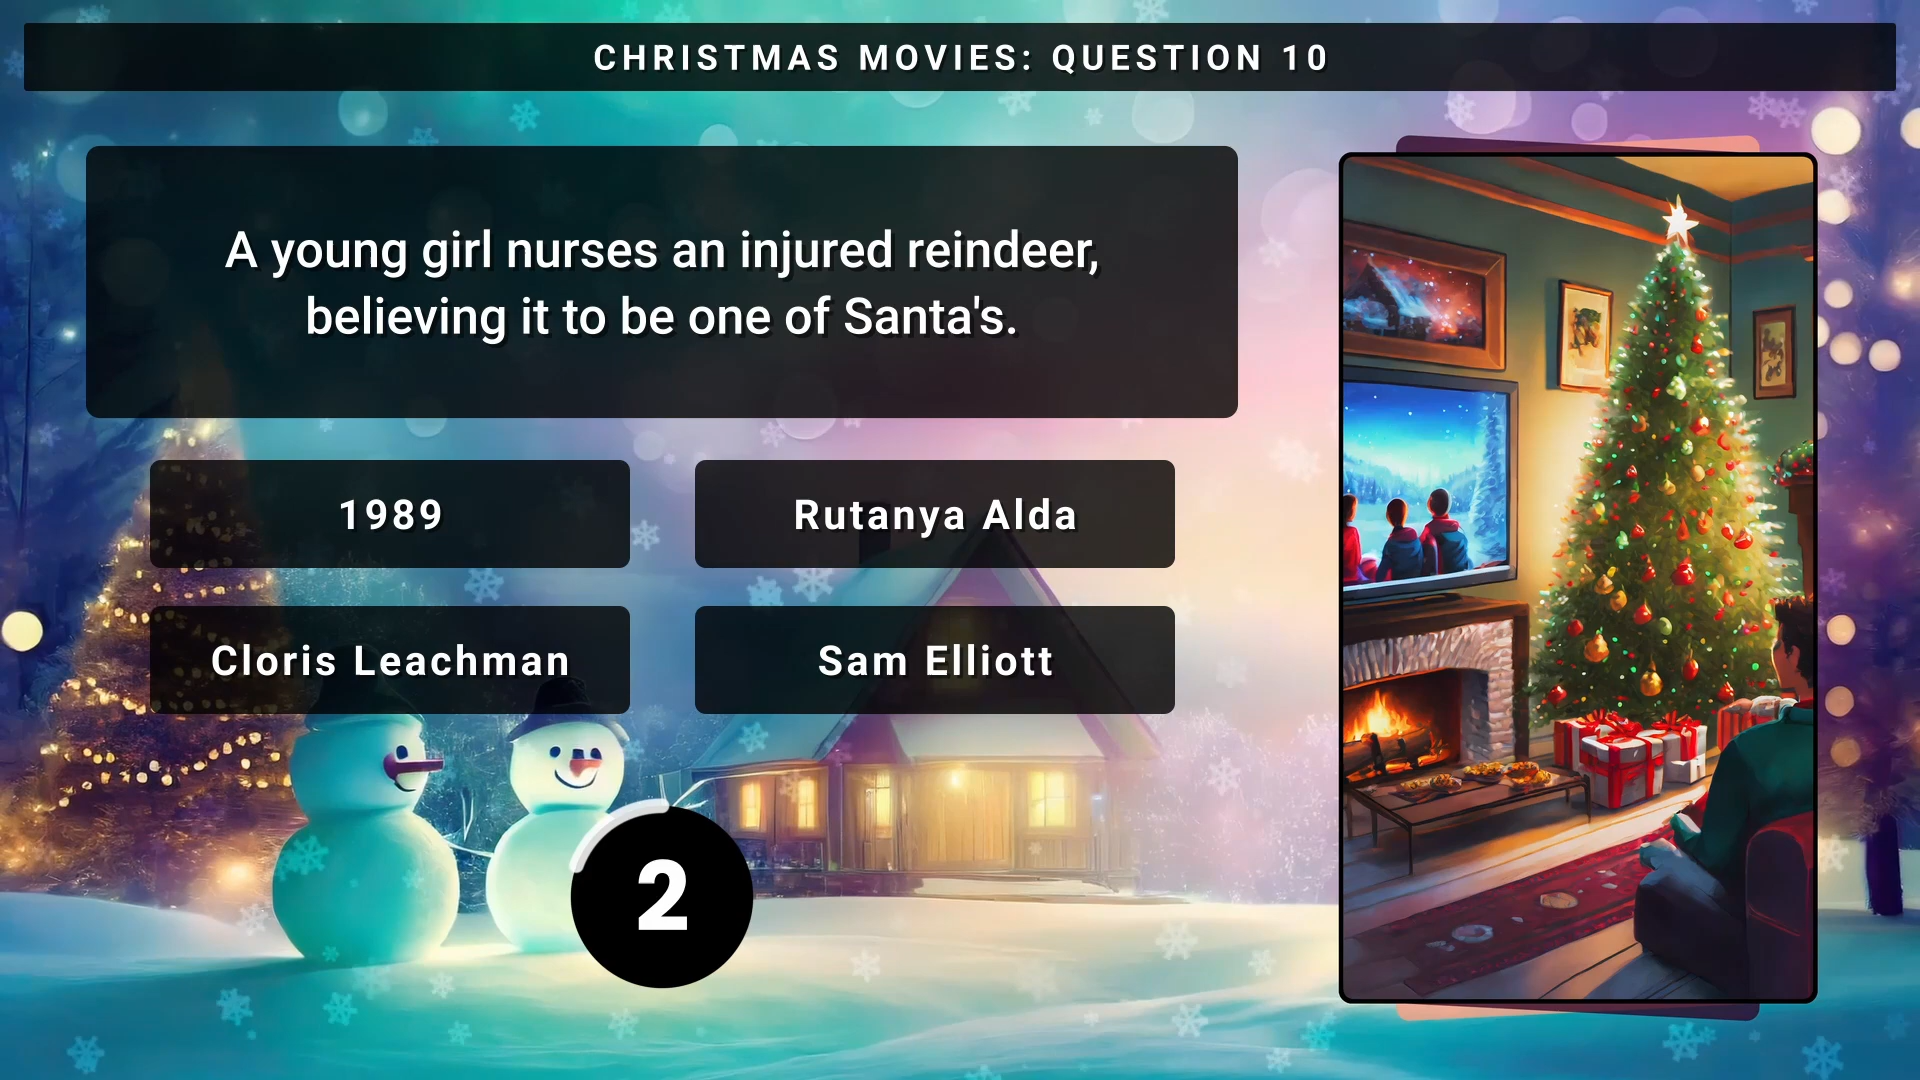 CHRISTMAS MOVIES: QUESTION 10
A young girl nurses an injured reindeer,
believing it to be one of Santa's.
1989
Rutanya Alda
Cloris Leachman
Sam Elliott
2